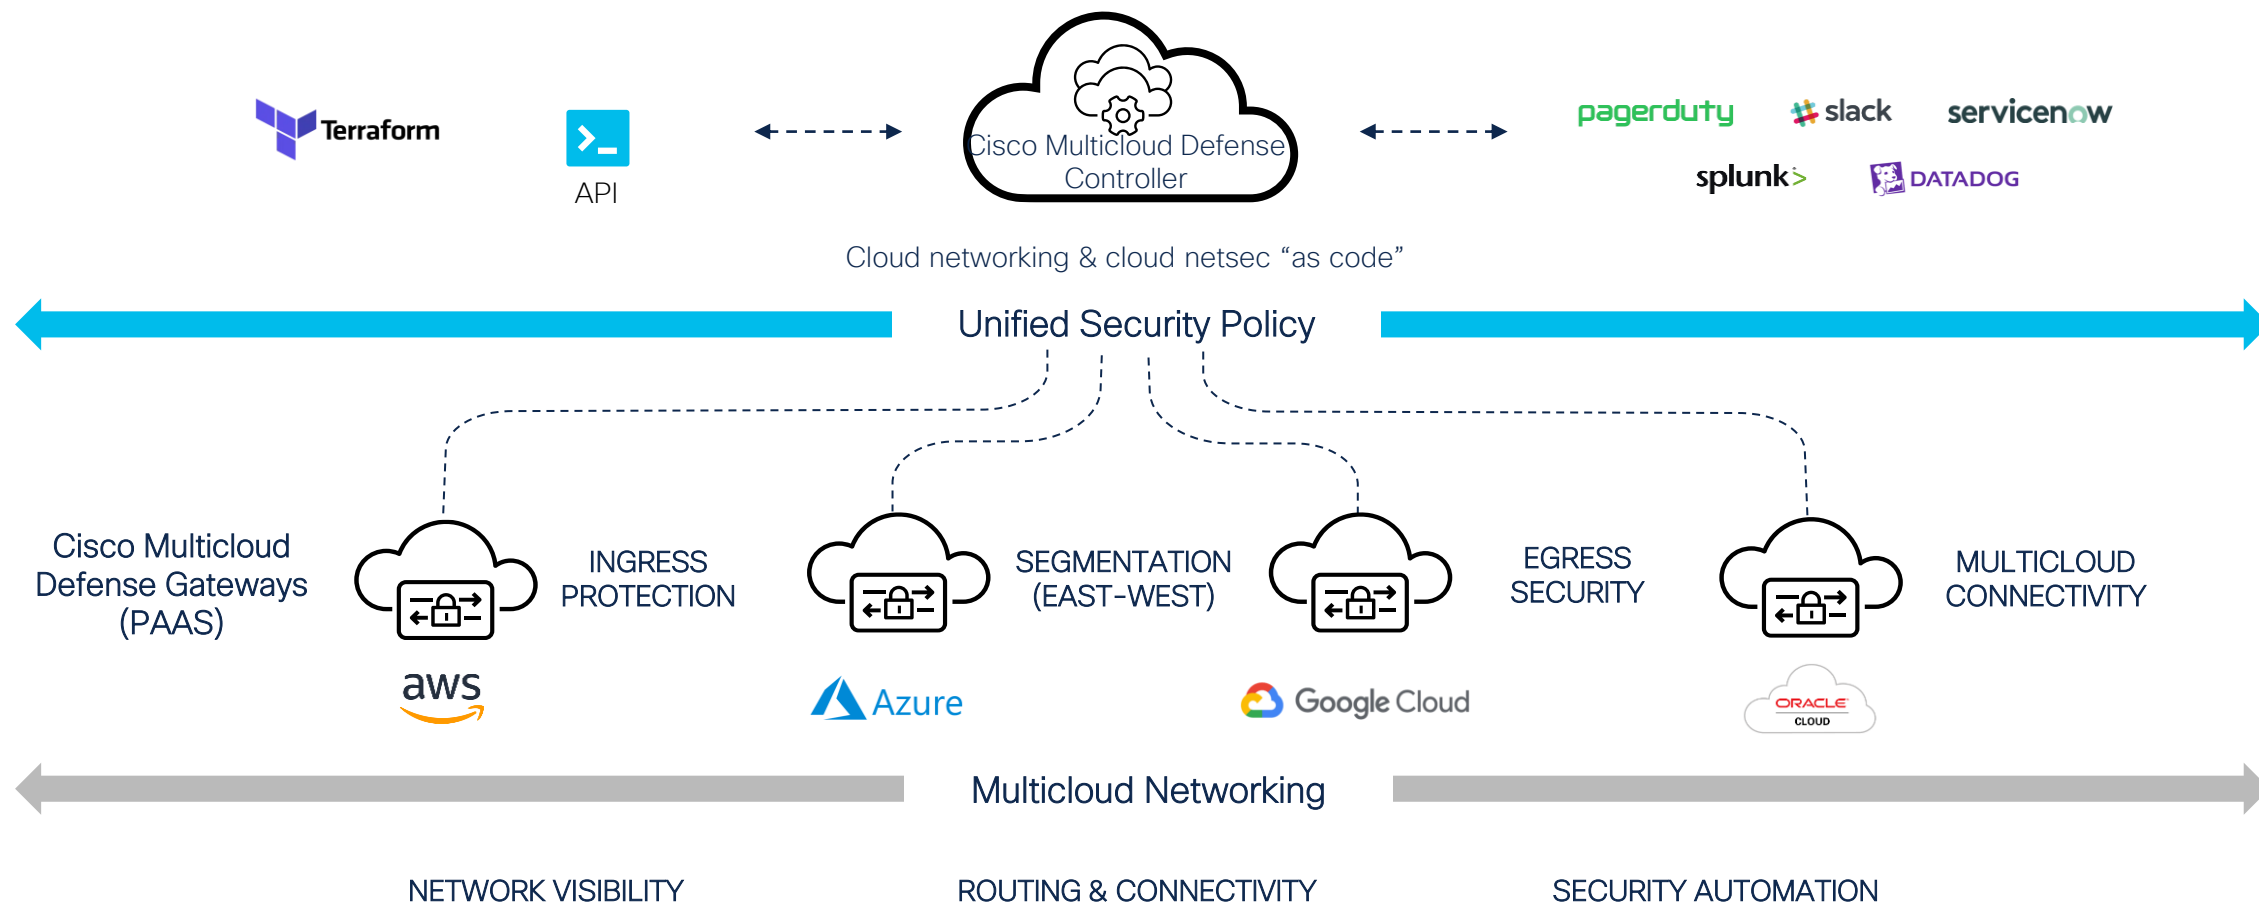 Terraform
API
Cisco Multicloud Defense
Controller
pagerduty
slack
servicenow
splunk>
DATADOG
Cloud networking & cloud netsec “as code”
Unified Security Policy
Cisco Multicloud
Defense Gateways
(PAAS)
INGRESS
PROTECTION
SEGMENTATION
(EAST-WEST)
EGRESS
SECURITY
MULTICLOUD
CONNECTIVITY
aws
Azure
Google Cloud
ORACLE
CLOUD
Multicloud Networking
NETWORK VISIBILITY
ROUTING & CONNECTIVITY
SECURITY AUTOMATION